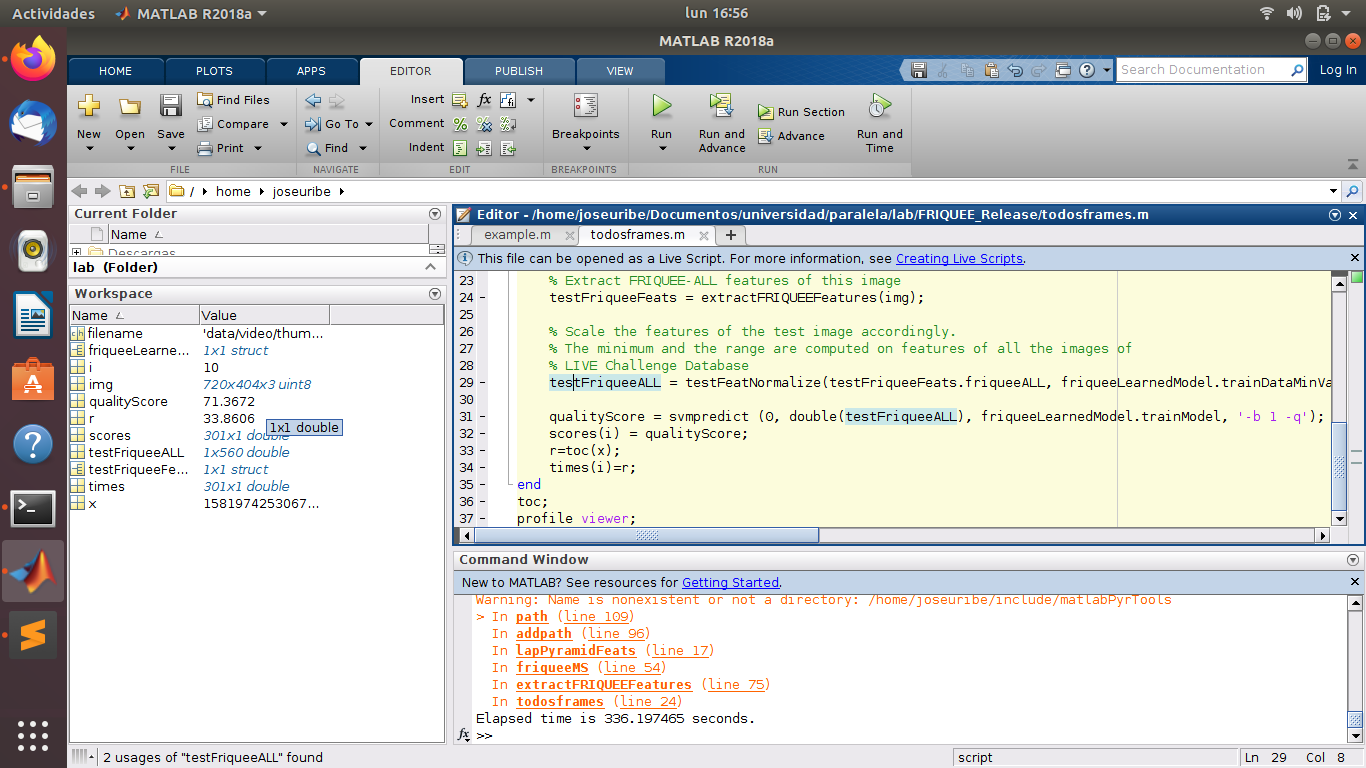 Actividades MATLAB R2018a lun 16:56
MATLAB R2018a
HOME PLOTS APPS EDITOR PUBLISH VIEW Search Documentation Log In
New Open Save Find Files Compare Print
FILE
Go To Find
NAVIGATE
Insert fx
Comment
Indent
EDIT
Breakpoints
BREAKPOINTS
Run Run and Advance Run Section Advance Run and Time
RUN
/ home joseuribe
Current Folder
Name
Descargas
lab (Folder)
Workspace
Name Value
filename 'data/video/thum...
friqueeLearne... 1x1 struct
i 10
img 720x404x3 uint8
qualityScore 71.3672
r 33.8606
1x1 double
scores 301x1 double
testFriqueeALL 1x560 double
testFriqueeFe... 1x1 struct
times 301x1 double
x 1581974253067...
Editor - /home/joseuribe/Documentos/universidad/paralela/lab/FRIQUEE_Release/todosframes.m
example.m todosframes.m
This file can be opened as a Live Script. For more information, see Creating Live Scripts.
23 % Extract FRIQUEE-ALL features of this image
24 - testFriqueeFeats = extractFRIQUEEFeatures(img);
25
26 % Scale the features of the test image accordingly.
27 % The minimum and the range are computed on features of all the images of
28 % LIVE Challenge Database
29 - testFriqueeALL = testFeatNormalize(testFriqueeFeats.friqueeALL, friqueeLearnedModel.trainDataMinVa
30
31 - qualityScore = svmpredict (0, double(testFriqueeALL), friqueeLearnedModel.trainModel, '-b 1 -q');
32 - scores(i) = qualityScore;
33 - r=toc(x);
34 - times(i)=r;
35 - end
36 - toc;
37 - profile viewer;
Command Window
New to MATLAB? See resources for Getting Started.
Warning: Name is nonexistent or not a directory: /home/joseuribe/include/matlabPyrTools
> In path (line 109)
In addpath (line 96)
In lapPyramidFeats (line 17)
In friqueeMS (line 54)
In extractFRIQUEEFeatures (line 75)
In todosframes (line 24)
Elapsed time is 336.197465 seconds.
fx >>
2 usages of "testFriqueeALL" found script Ln 29 Col 8